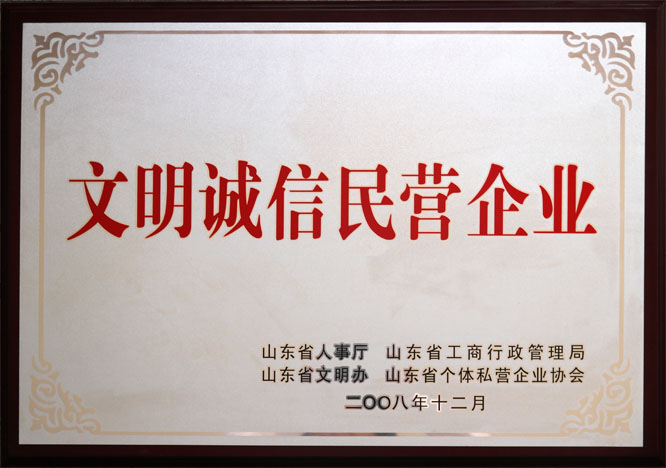 文明诚信民营企业
山东省人事厅 山东省工商行政管理局
山东省文明办 山东省个体私营企业协会
二〇〇八年十二月